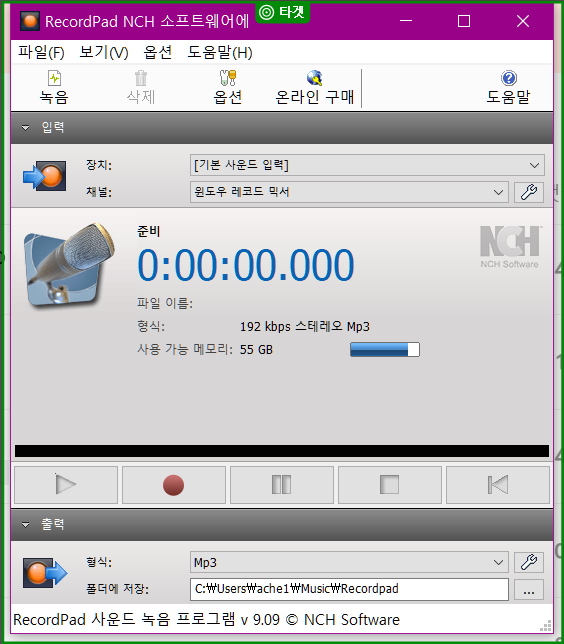 RecordPad NCH 소프트웨어에
타겟
파일(F) 보기(V) 옵션 도움말(H)
녹음 삭제 옵션 온라인 구매 도움말
입력
장치: [기본 사운드 입력]
채널: 윈도우 레코드 믹서
준비
0:00:00.000
NCH
NCH Software
파일 이름:
형식: 192 kbps 스테레오 Mp3
사용 가능 메모리: 55 GB
출력
형식: Mp3
폴더에 저장: C:₩Users₩ache1₩Music₩Recordpad ...
RecordPad 사운드 녹음 프로그램 v 9.09 © NCH Software